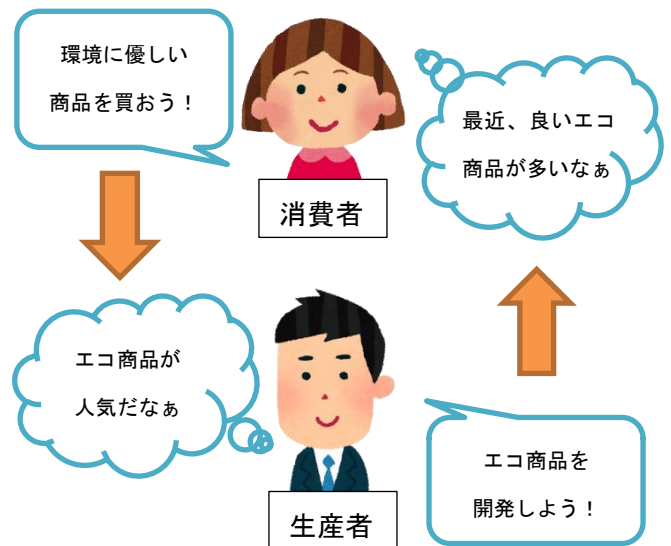 環境に優しい
商品を買おう！
最近、良いエコ
商品が多いなぁ
消費者
エコ商品が
人気だなぁ
エコ商品を
開発しよう！
生産者